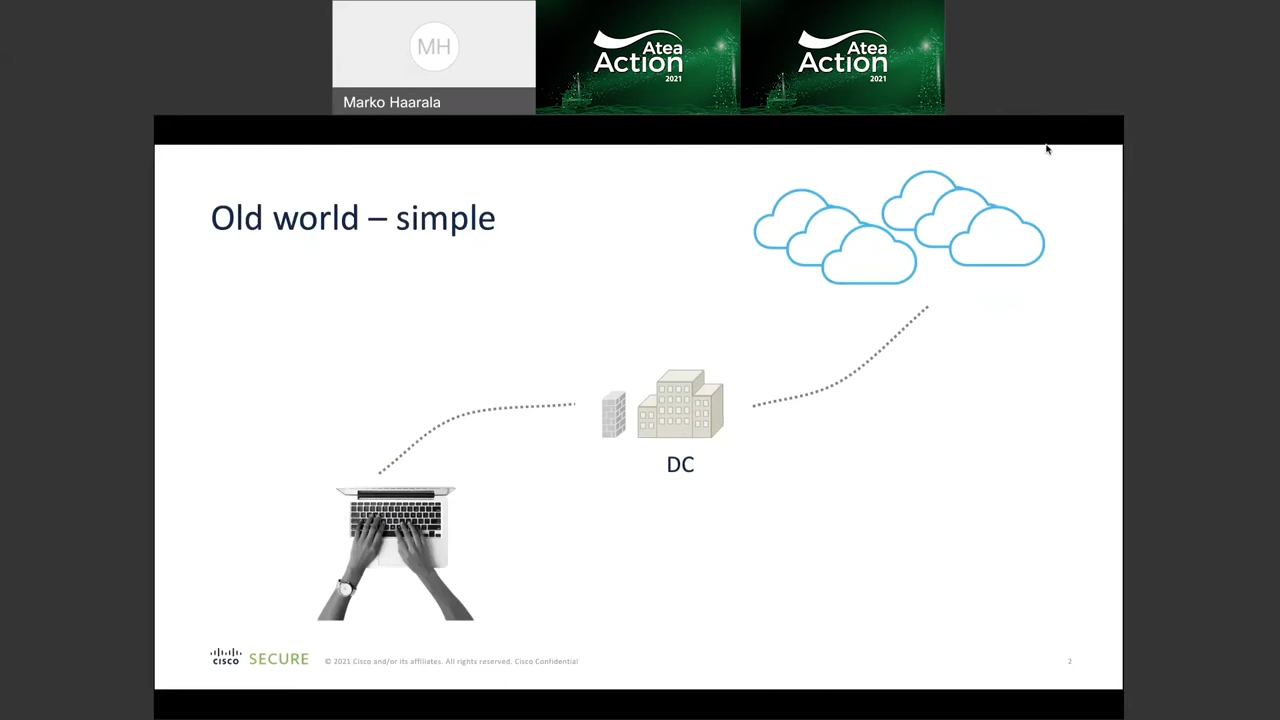 MH
Marko Haarala
Atea
Action
2021
Atea
Action
2021
Old world – simple
DC
CISCO
SECURE
© 2021 Cisco and/or its affiliates. All rights reserved. Cisco Confidential
2